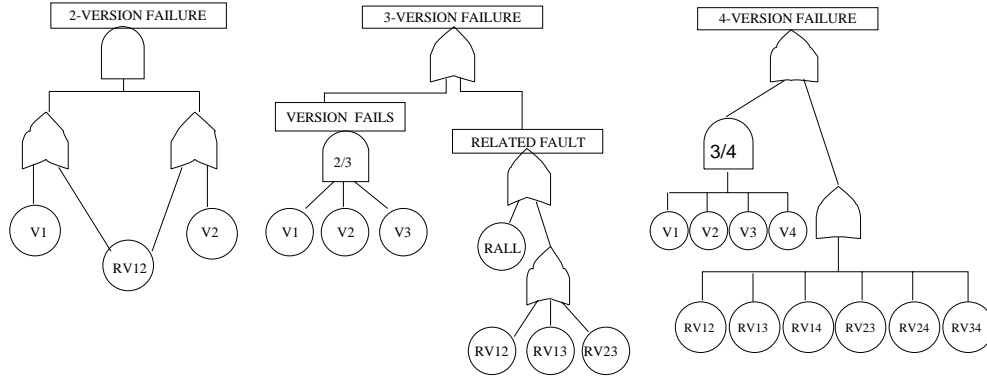 2-VERSION FAILURE
V1
V2
RV12
3-VERSION FAILURE
VERSION FAILS
2/3
V1
V2
V3
RELATED FAULT
RALL
RV12
RV13
RV23
4-VERSION FAILURE
3/4
V1
V2
V3
V4
RV12
RV13
RV14
RV23
RV24
RV34